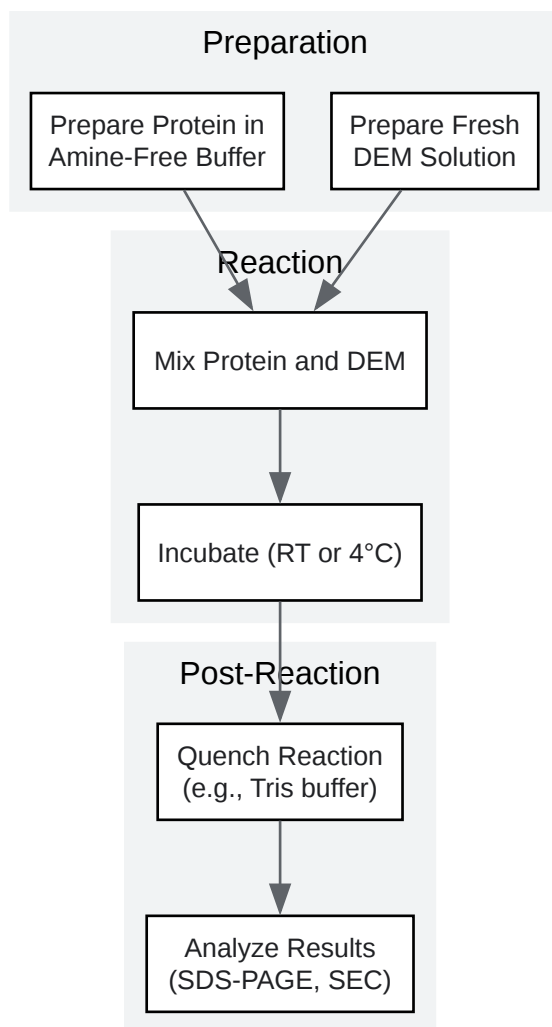 Preparation
Prepare Protein in
Amine-Free Buffer
Prepare Fresh
DEM Solution
Reaction
Mix Protein and DEM
Incubate (RT or 4°C)
Post-Reaction
Quench Reaction
(e.g., Tris buffer)
Analyze Results
(SDS-PAGE, SEC)